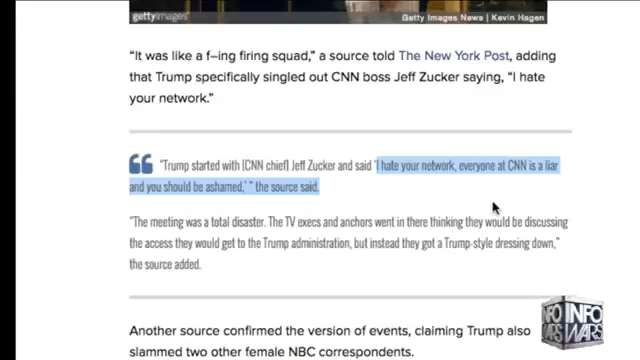 gettyimages
Getty Images News | Kevin Hagen
“It was like a f–ing firing squad,” a source told The New York Post, adding
that Trump specifically singled out CNN boss Jeff Zucker saying, “I hate
your network.”
“Trump started with [CNN chief] Jeff Zucker and said ‘I hate your network, everyone at CNN is a liar
and you should be ashamed,’ ” the source said.
“The meeting was a total disaster. The TV execs and anchors went in there thinking they would be discussing
the access they would get to the Trump administration, but instead they got a Trump-style dressing down,”
the source added.
INFO
WARS
INFO
WARS
Another source confirmed the version of events, claiming Trump also
slammed two other female NBC correspondents.